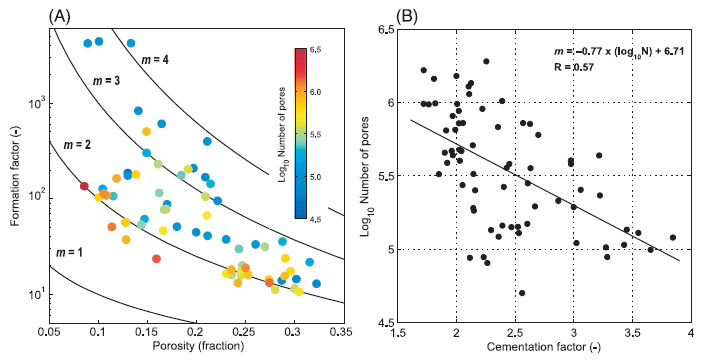 (A)
Formation factor (-)
10³
10²
10¹
m = 4
m = 3
m = 2
m = 1
6,5
6,0
5,5
5,0
4,5
Log10 Number of pores
0.05 0.1 0.15 0.2 0.25 0.3 0.35
Porosity (fraction)
(B)
m = –0.77 x (log10N) + 6.71
R = 0.57
Log10 Number of pores
6.5
6
5.5
5
4.5
1.5 2 2.5 3 3.5 4
Cementation factor (-)